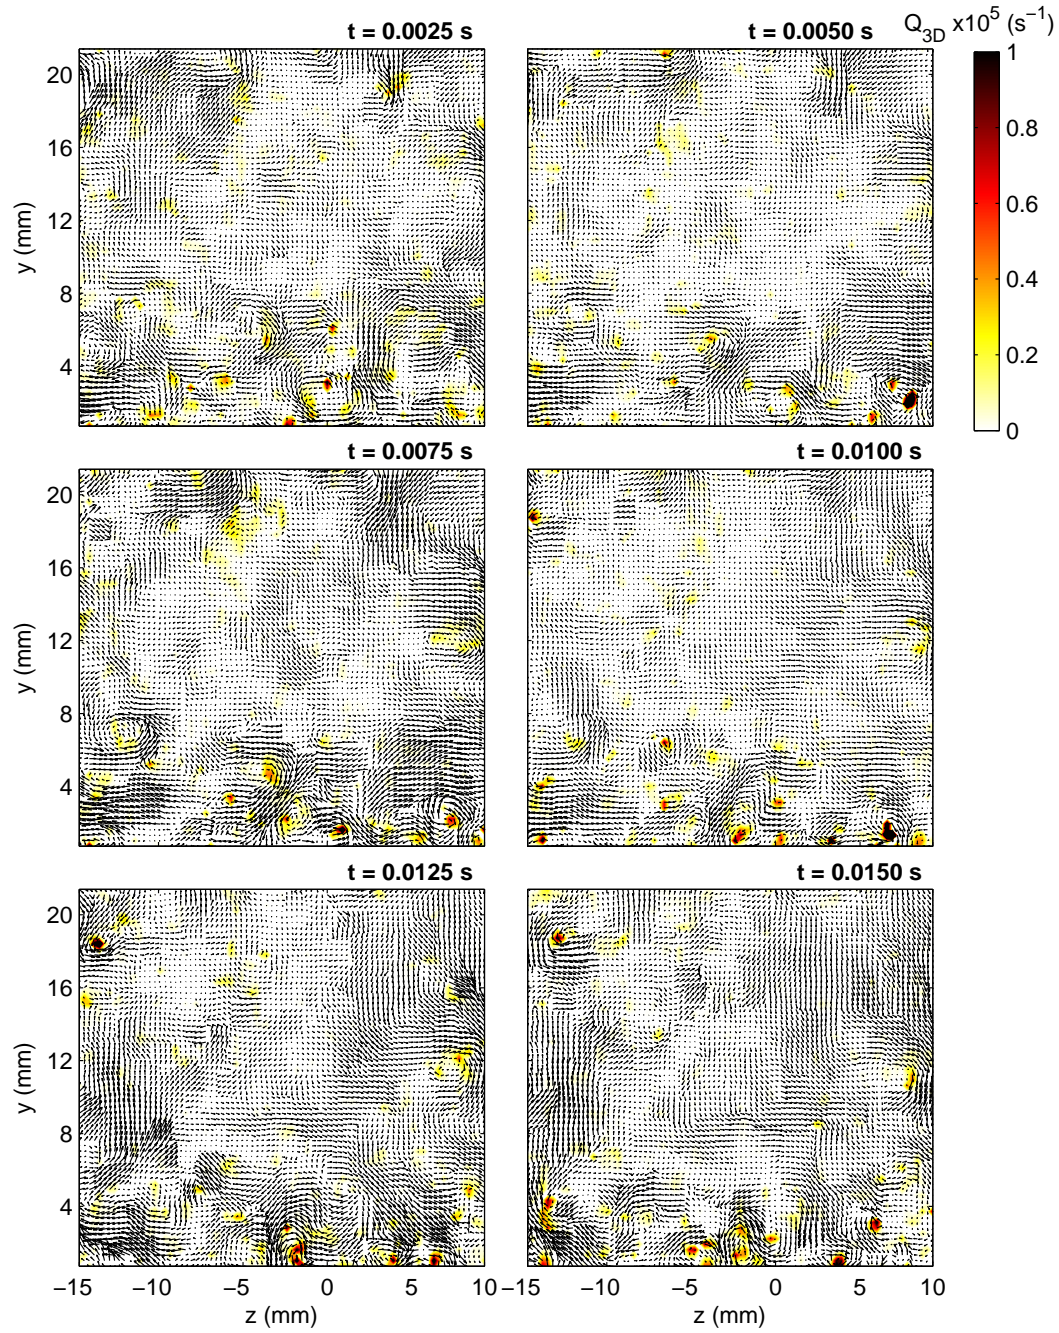 t = 0.0025 s
t = 0.0050 s
Q3D x10^5 (s^−1)
20
16
12
8
4
y (mm)
1
0.8
0.6
0.4
0.2
0
t = 0.0075 s
t = 0.0100 s
20
16
12
8
4
y (mm)
t = 0.0125 s
t = 0.0150 s
20
16
12
8
4
y (mm)
−15 −10 −5 0 5 10
−15 −10 −5 0 5 10
z (mm)
z (mm)